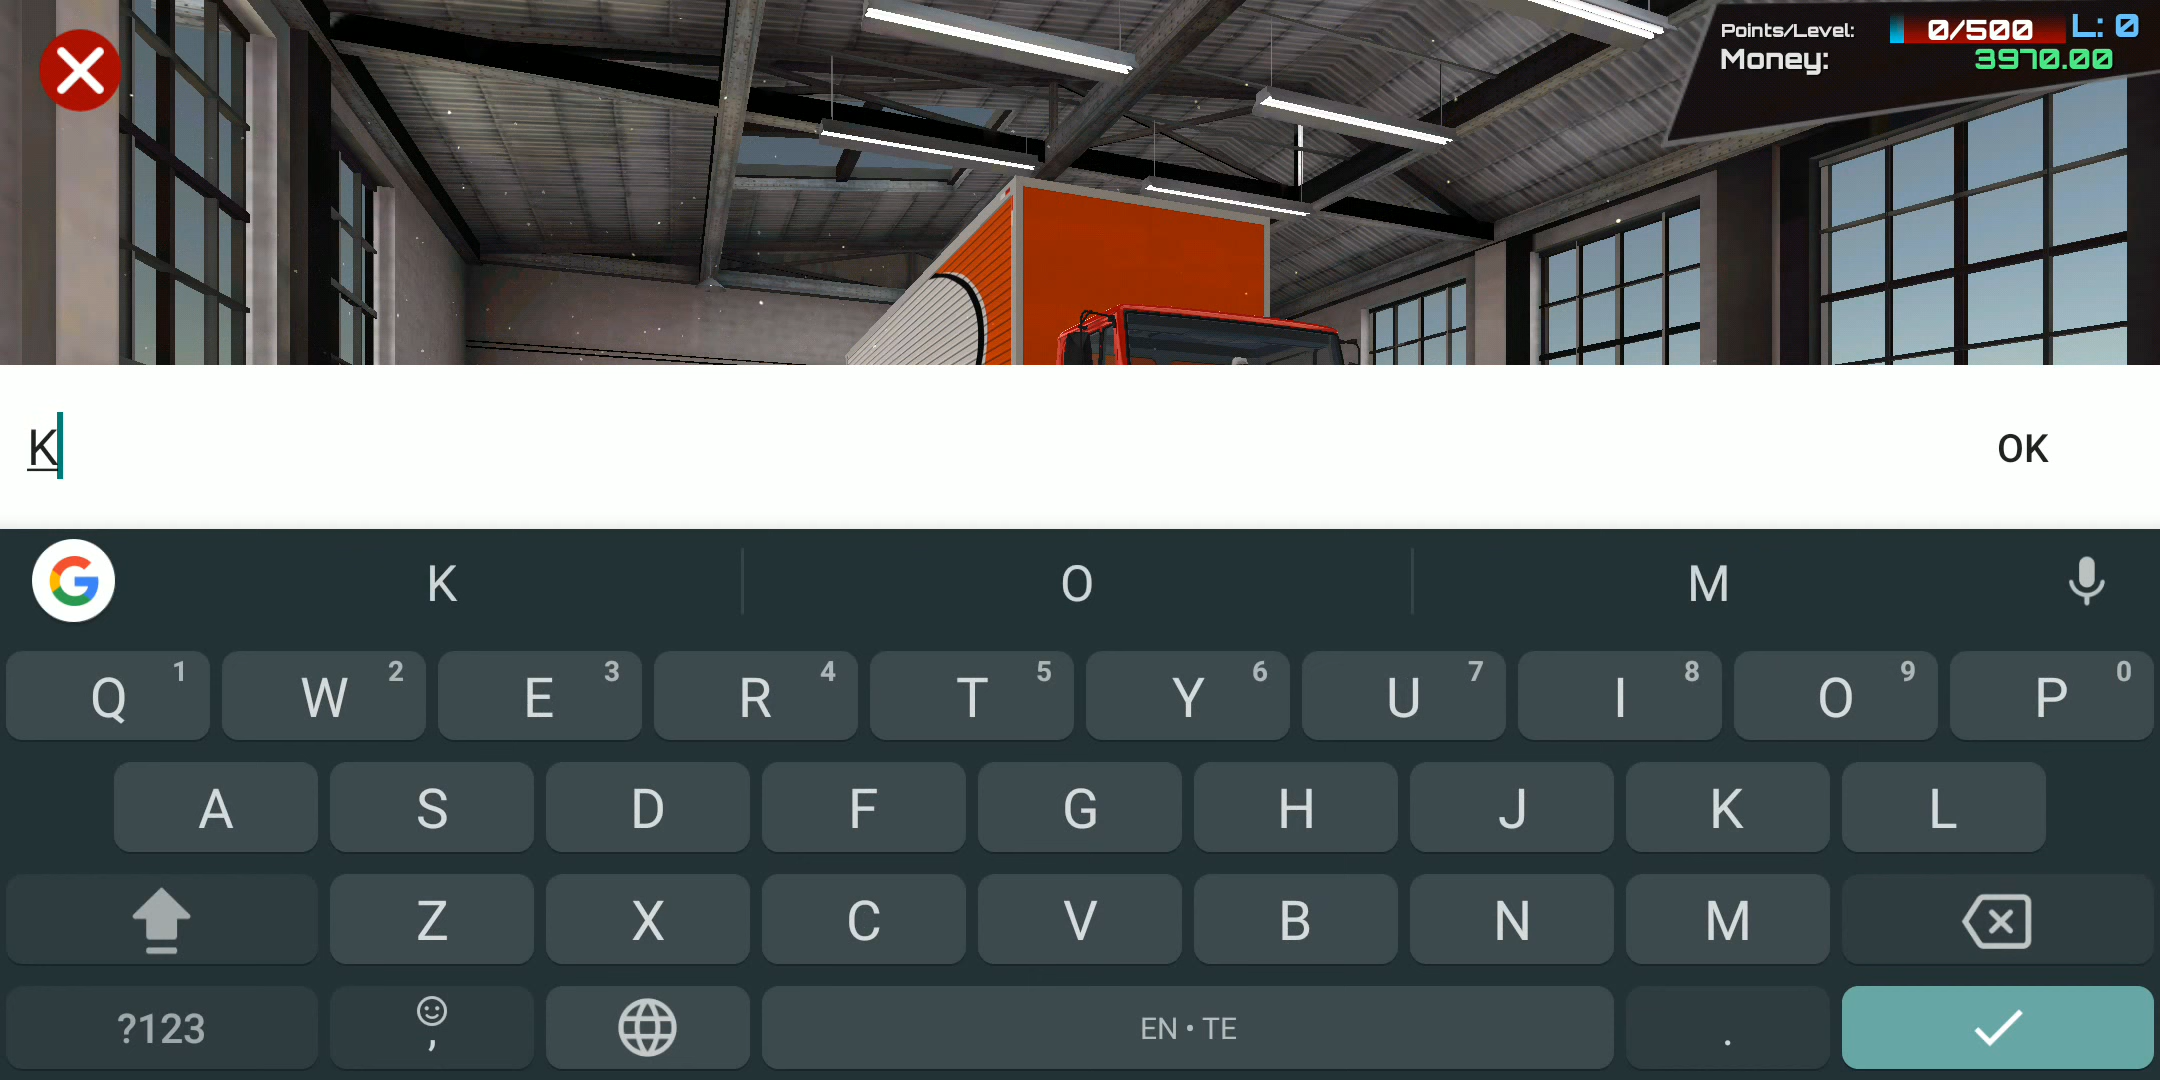 Points/Level: 0/500 L: 0
Money: 3970.00
K OK
K O M
Q 1 W 2 E 3 R 4 T 5 Y 6 U 7 I 8 O 9 P 0
A S D F G H J K L
Z X C V B N M
?123 , EN • TE .